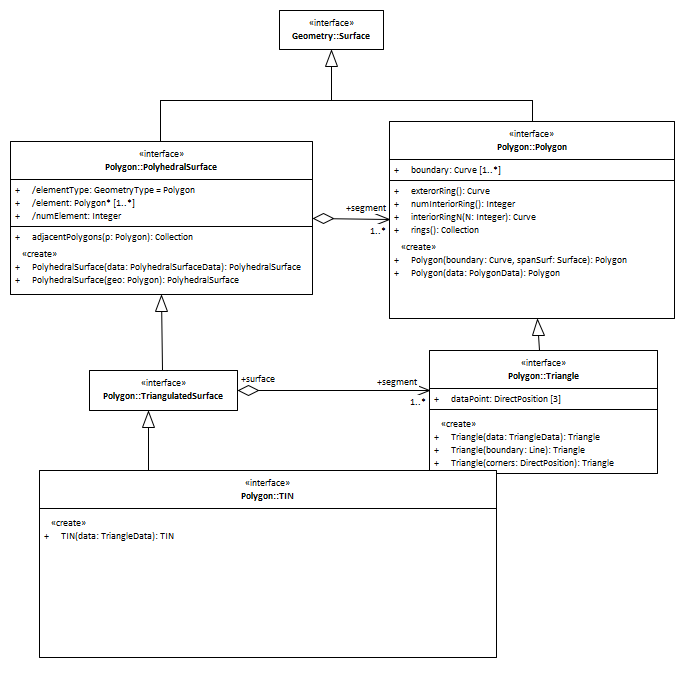 «interface»
Geometry::Surface
«interface»
Polygon::PolyhedralSurface
+ /elementType: GeometryType = Polygon
+ /element: Polygon* [1..*]
+ /numElement: Integer
+ adjacentPolygons(p: Polygon): Collection
«create»
+ PolyhedralSurface(data: PolyhedralSurfaceData): PolyhedralSurface
+ PolyhedralSurface(geo: Polygon): PolyhedralSurface
+segment
1..*
«interface»
Polygon::Polygon
+ boundary: Curve [1..*]
+ exterorRing(): Curve
+ numInteriorRing(): Integer
+ interiorRingN(N: Integer): Curve
+ rings(): Collection
«create»
+ Polygon(boundary: Curve, spanSurf: Surface): Polygon
+ Polygon(data: PolygonData): Polygon
«interface»
Polygon::TriangulatedSurface
+surface
+segment
1..*
«interface»
Polygon::Triangle
+ dataPoint: DirectPosition [3]
«create»
+ Triangle(data: TriangleData): Triangle
+ Triangle(boundary: Line): Triangle
+ Triangle(corners: DirectPosition): Triangle
«interface»
Polygon::TIN
«create»
+ TIN(data: TriangleData): TIN